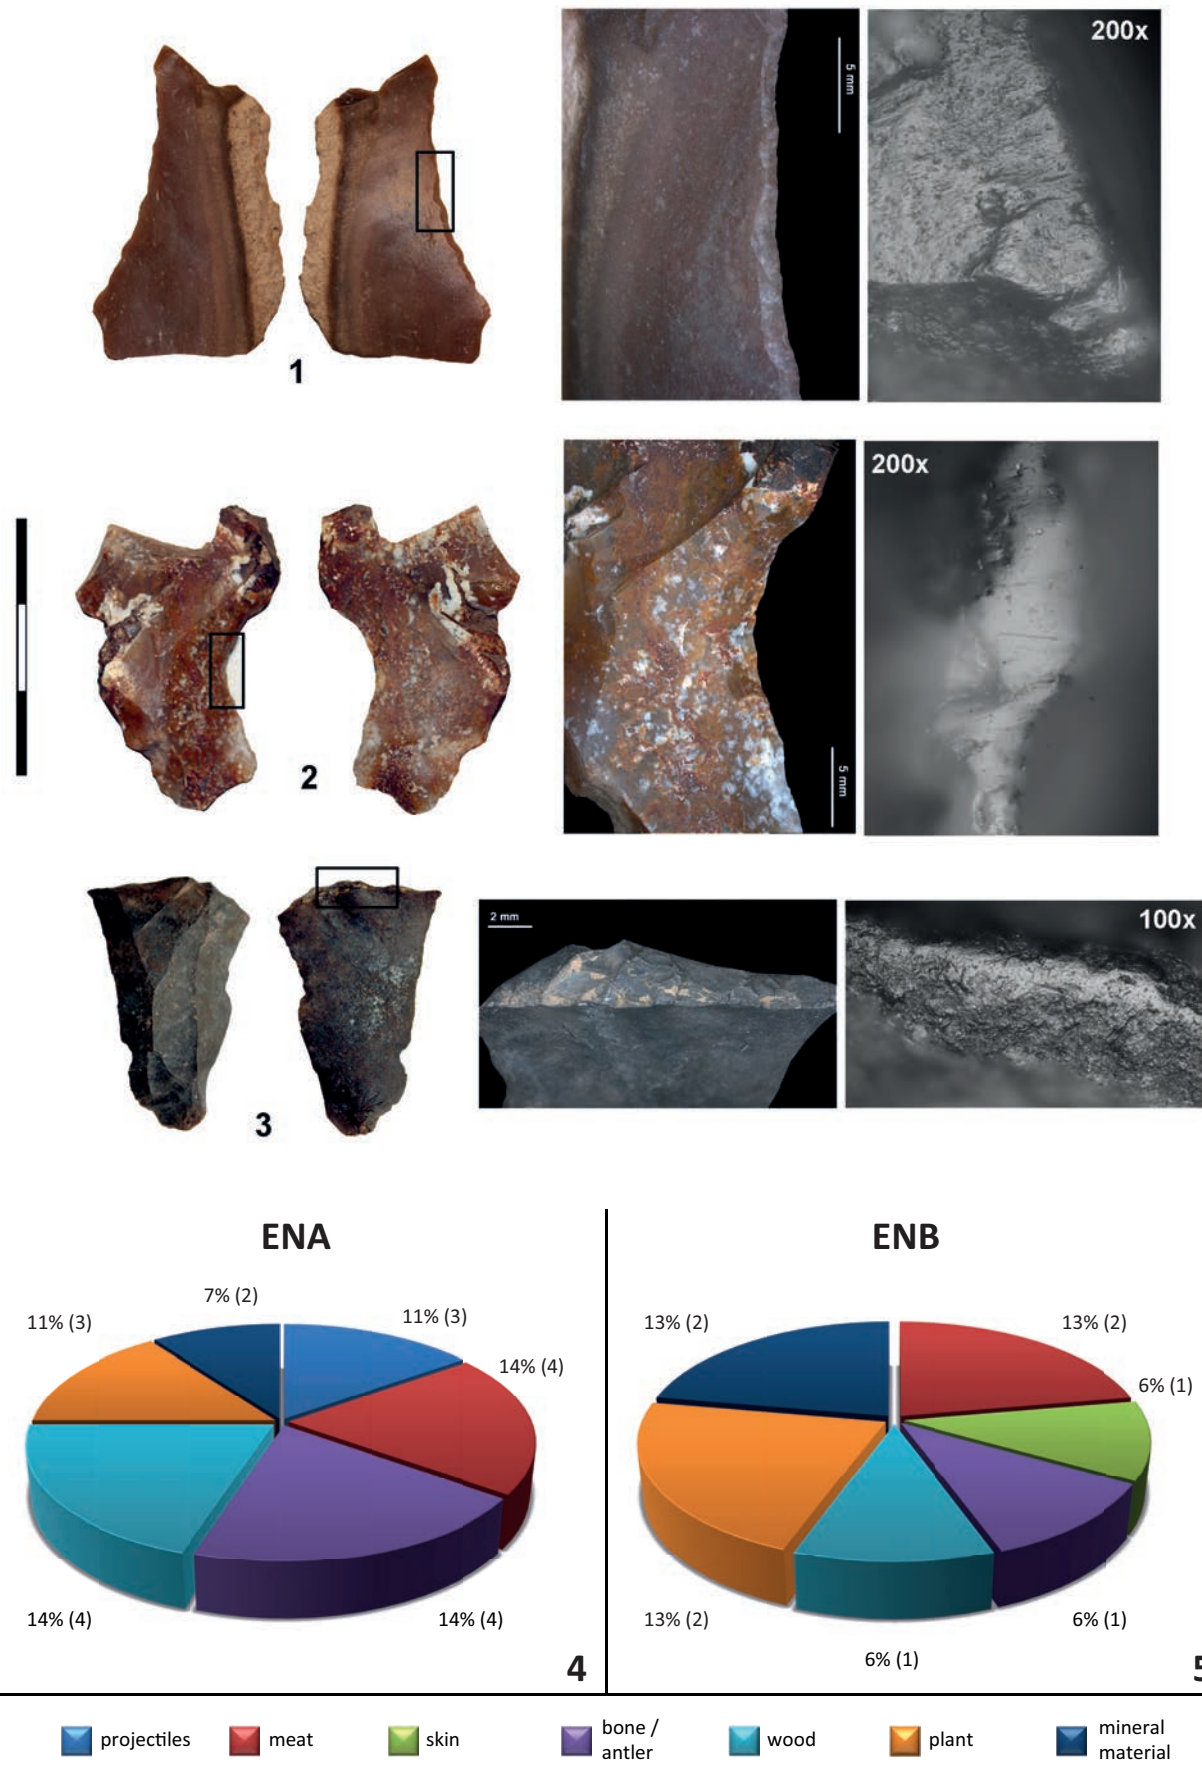 200x
5 mm
1
200x
5 mm
2
2 mm
100x
3
ENA
ENB
7% (2)
11% (3)
11% (3)
14% (4)
14% (4)
14% (4)
4
13% (2)
13% (2)
6% (1)
13% (2)
6% (1)
6% (1)
5
projectiles
meat
skin
bone /
antler
wood
plant
mineral
material